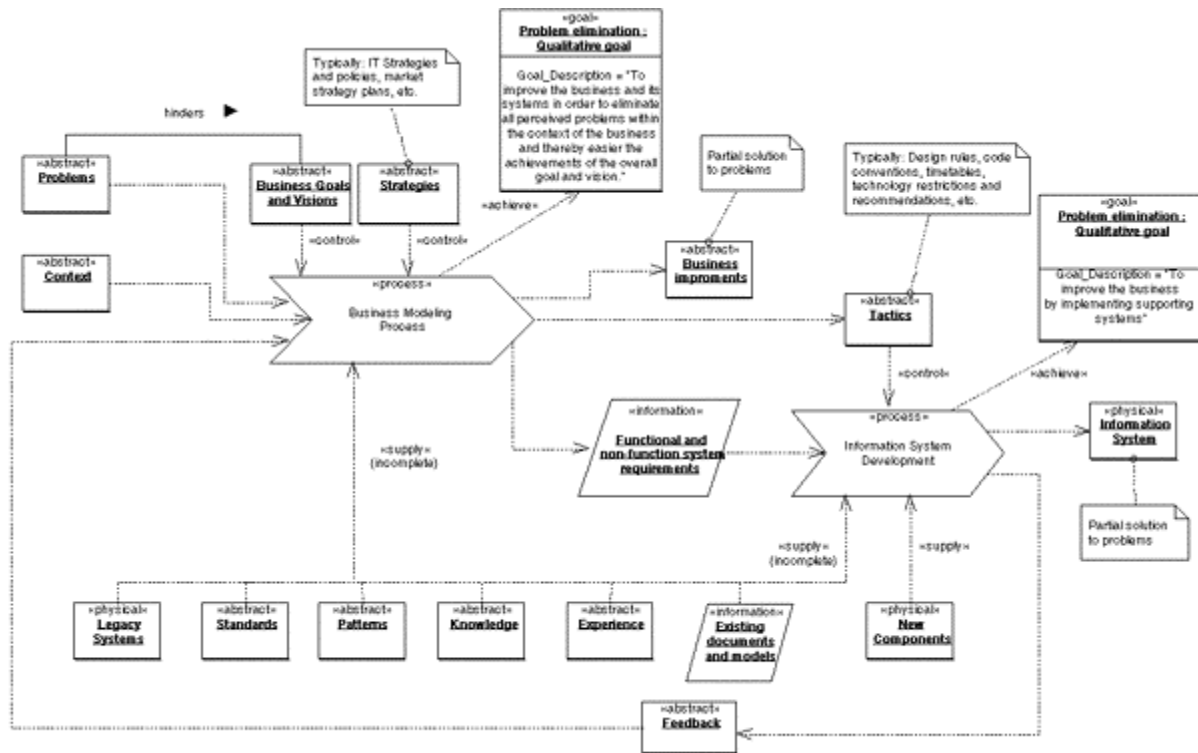 «goal»
Problem elimination :
Qualitative goal
Goal_Description = "To
improve the business and its
systems in order to eliminate
all perceived problems within
the context of the business
and thereby easier the
achievements of the overall
goal and vision."
Typically: IT Strategies
and policies, market
strategy plans, etc.
hinders
«abstract»
Problems
«abstract»
Business Goals
and Visions
«abstract»
Strategies
«achieve»
Partial solution
to problems
Typically: Design rules, code
conventions, timetables,
technology restrictions and
recommendations, etc.
«goal»
Problem elimination :
Qualitative goal
Goal_Description = "To
improve the business
by implementing supporting
systems"
«control»
«control»
«abstract»
Context
«abstract»
Business
improments
«process»
Business Modeling
Process
«abstract»
Tactics
«control»
«achieve»
«information»
Functional and
non-function system
requirements
«process»
Information System
Development
«physical»
Information
System
«supply»
(incomplete)
Partial solution
to problems
«supply»
(incomplete)
«supply»
«physical»
Legacy
Systems
«abstract»
Standards
«abstract»
Patterns
«abstract»
Knowledge
«abstract»
Experience
«information»
Existing
documents
and models
«physical»
New
Components
«abstract»
Feedback